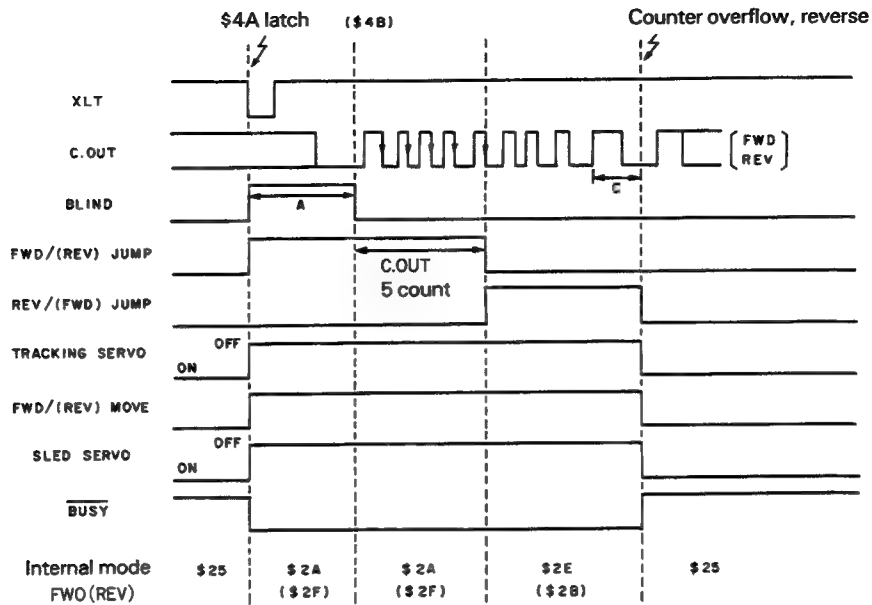 $4A latch ($4B) Counter overflow, reverse
XLT
C.OUT FWD
REV
BLIND A C
FWD/(REV) JUMP
C.OUT
5 count
REV/(FWD) JUMP
OFF
TRACKING SERVO
ON
FWD/(REV) MOVE
OFF
SLED SERVO
ON
BUSY
Internal mode $25 $2A $2A $2E $25
FWO(REV) ($2F) ($2F) ($2B)